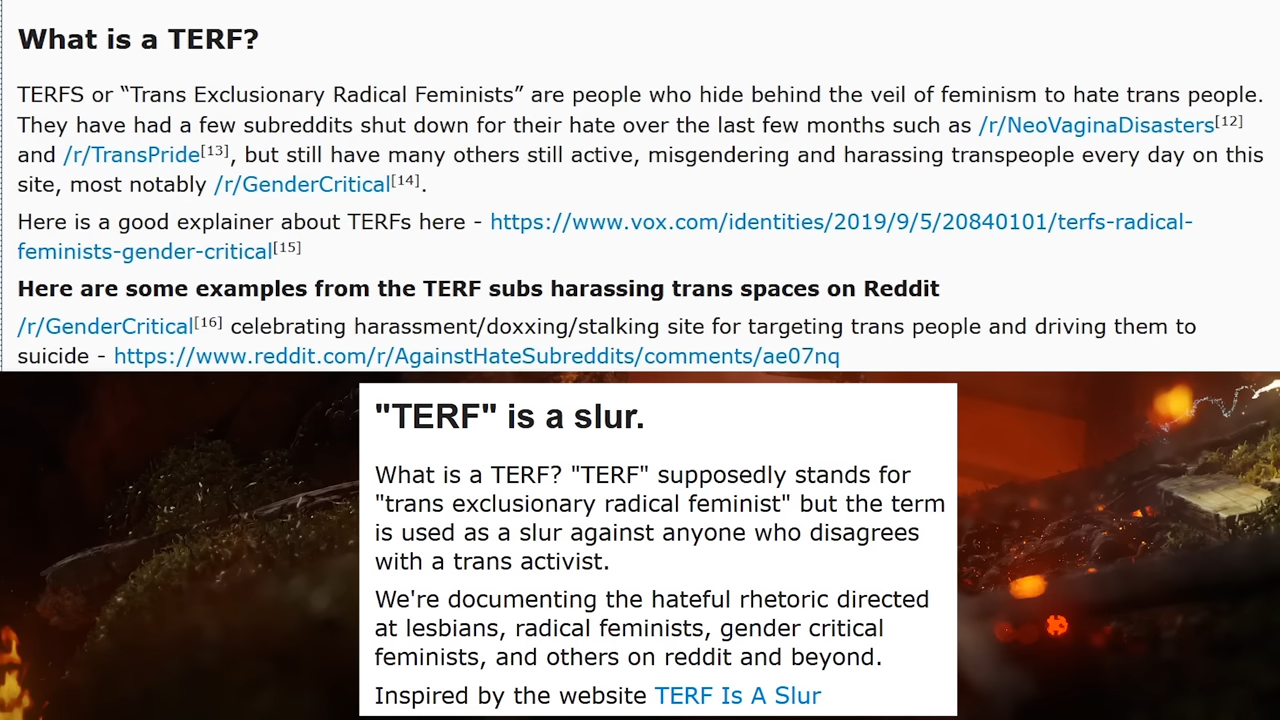 What is a TERF?
TERFS or “Trans Exclusionary Radical Feminists” are people who hide behind the veil of feminism to hate trans people.
They have had a few subreddits shut down for their hate over the last few months such as /r/NeoVaginaDisasters[12]
and /r/TransPride[13], but still have many others still active, misgendering and harassing transpeople every day on this
site, most notably /r/GenderCritical[14].
Here is a good explainer about TERFs here - https://www.vox.com/identities/2019/9/5/20840101/terfs-radical-
feminists-gender-critical[15]
Here are some examples from the TERF subs harassing trans spaces on Reddit
/r/GenderCritical[16] celebrating harassment/doxxing/stalking site for targeting trans people and driving them to
suicide - https://www.reddit.com/r/AgainstHateSubreddits/comments/ae07nq
"TERF" is a slur.
What is a TERF? "TERF" supposedly stands for
"trans exclusionary radical feminist" but the term
is used as a slur against anyone who disagrees
with a trans activist.
We're documenting the hateful rhetoric directed
at lesbians, radical feminists, gender critical
feminists, and others on reddit and beyond.
Inspired by the website TERF Is A Slur